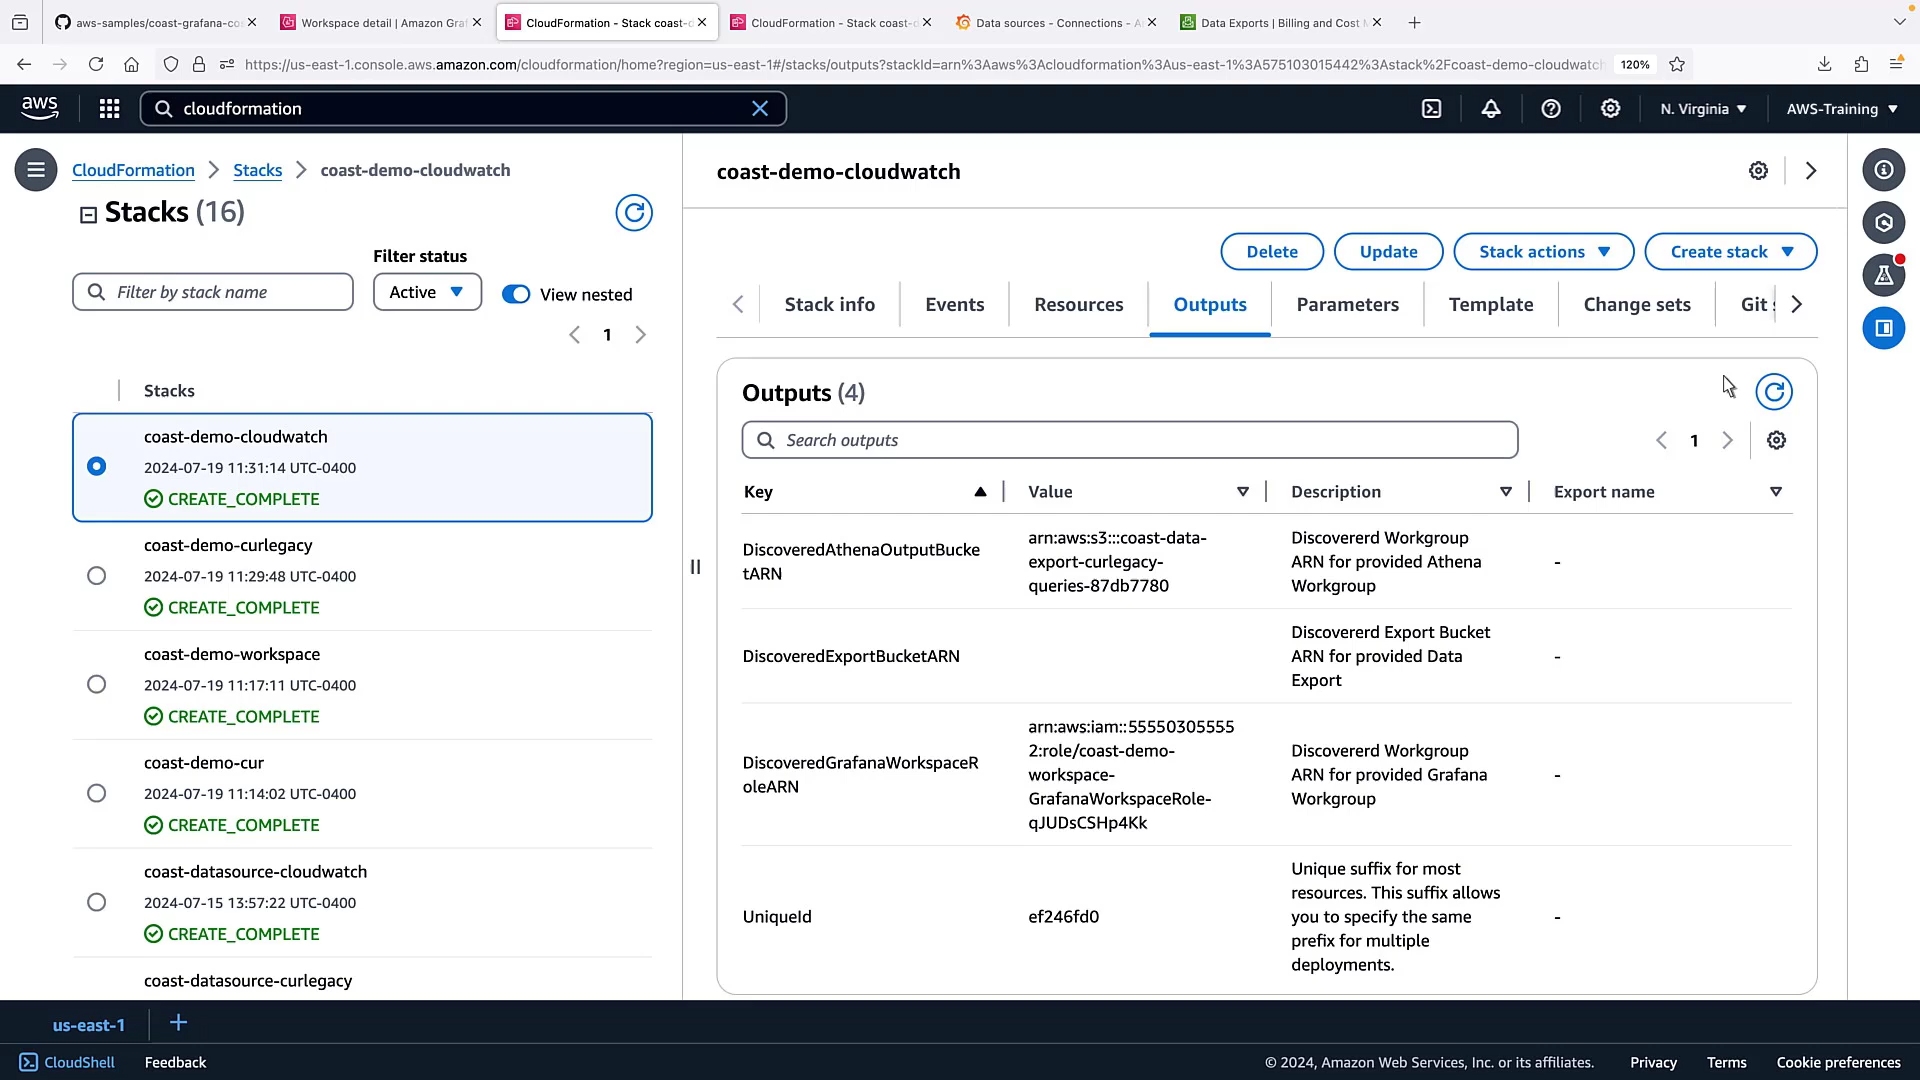 aws-samples/coast-grafana-co
Workspace detail | Amazon Gra
CloudFormation - Stack coast-d
CloudFormation - Stack coast-d
Data sources - Connections - A
Data Exports | Billing and Cost M
https://us-east-1.console.aws.amazon.com/cloudformation/home?region=us-east-1#/stacks/outputs?stackId=arn%3Aaws%3Acloudformation%3Aus-east-1%3A575103015442%3Astack%2Fcoast-demo-cloudwatch
120%
aws
cloudformation
N. Virginia
AWS-Training
CloudFormation
Stacks
coast-demo-cloudwatch
Stacks (16)
Filter status
Filter by stack name
Active
View nested
1
Stacks
coast-demo-cloudwatch
2024-07-19 11:31:14 UTC-0400
CREATE_COMPLETE
coast-demo-curlegacy
2024-07-19 11:29:48 UTC-0400
CREATE_COMPLETE
coast-demo-workspace
2024-07-19 11:17:11 UTC-0400
CREATE_COMPLETE
coast-demo-cur
2024-07-19 11:14:02 UTC-0400
CREATE_COMPLETE
coast-datasource-cloudwatch
2024-07-15 13:57:22 UTC-0400
CREATE_COMPLETE
coast-datasource-curlegacy
coast-demo-cloudwatch
Delete
Update
Stack actions
Create stack
Stack info
Events
Resources
Outputs
Parameters
Template
Change sets
Git s
Outputs (4)
Search outputs
1
Key
Value
Description
Export name
DiscoveredAthenaOutputBucke
tARN
arn:aws:s3:::coast-data-
export-curlegacy-
queries-87db7780
Discovererd Workgroup
ARN for provided Athena
Workgroup
-
DiscoveredExportBucketARN
Discovererd Export Bucket
ARN for provided Data
Export
-
DiscoveredGrafanaWorkspaceR
oleARN
arn:aws:iam::55550305555
2:role/coast-demo-
workspace-
GrafanaWorkspaceRole-
qJUDsCSHp4Kk
Discovererd Workgroup
ARN for provided Grafana
Workgroup
-
UniqueId
ef246fd0
Unique suffix for most
resources. This suffix allows
you to specify the same
prefix for multiple
deployments.
-
us-east-1
CloudShell
Feedback
© 2024, Amazon Web Services, Inc. or its affiliates.
Privacy
Terms
Cookie preferences